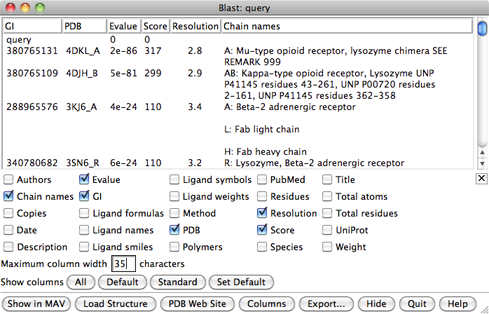 Blast: query
GI PDB Evalue Score Resolution Chain names
query 0 0
380765131 4DKL_A 2e-86 317 2.8 A: Mu-type opioid receptor, lysozyme chimera SEE
REMARK 999
380765109 4DJH_B 5e-81 299 2.9 AB: Kappa-type opioid receptor, Lysozyme UNP
P41145 residues 43-261, UNP P00720 residues
2-161, UNP P41145 residues 362-358
288965576 3KJ6_A 4e-24 110 3.4 A: Beta-2 adrenergic receptor
L: Fab light chain
H: Fab heavy chain
340780682 3SN6_R 6e-24 110 3.2 R: Lysozyme, Beta-2 adrenergic receptor
Authors Evalue Ligand symbols PubMed Title
Chain names GI Ligand weights Residues Total atoms
Copies Ligand formulas Method Resolution Total residues
Date Ligand names PDB Score UniProt
Description Ligand smiles Polymers Species Weight
Maximum column width 35 characters
Show columns All Default Standard Set Default
Show in MAV Load Structure PDB Web Site Columns Export... Hide Quit Help